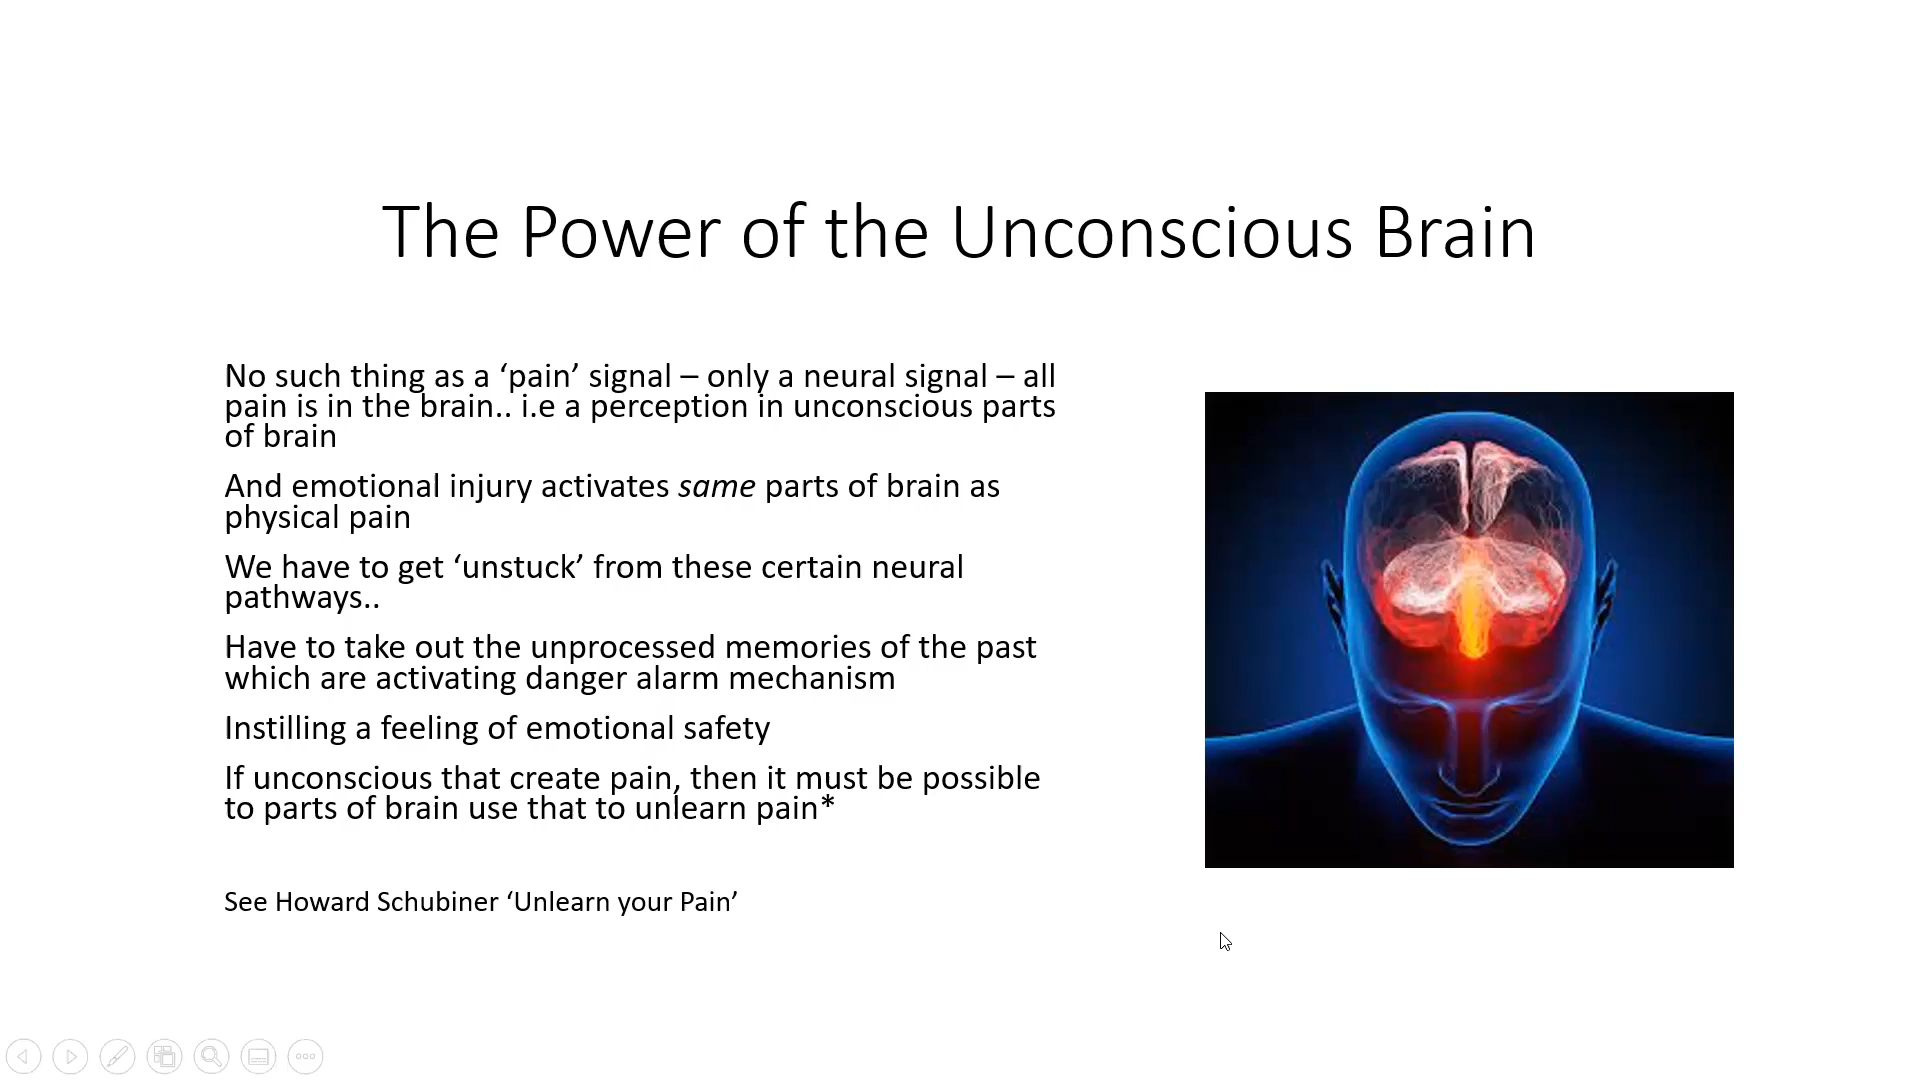 The Power of the Unconscious Brain
No such thing as a ‘pain’ signal – only a neural signal – all
pain is in the brain.. i.e a perception in unconscious parts
of brain
And emotional injury activates same parts of brain as
physical pain
We have to get ‘unstuck’ from these certain neural
pathways..
Have to take out the unprocessed memories of the past
which are activating danger alarm mechanism
Instilling a feeling of emotional safety
If unconscious that create pain, then it must be possible
to parts of brain use that to unlearn pain*
See Howard Schubiner ‘Unlearn your Pain’